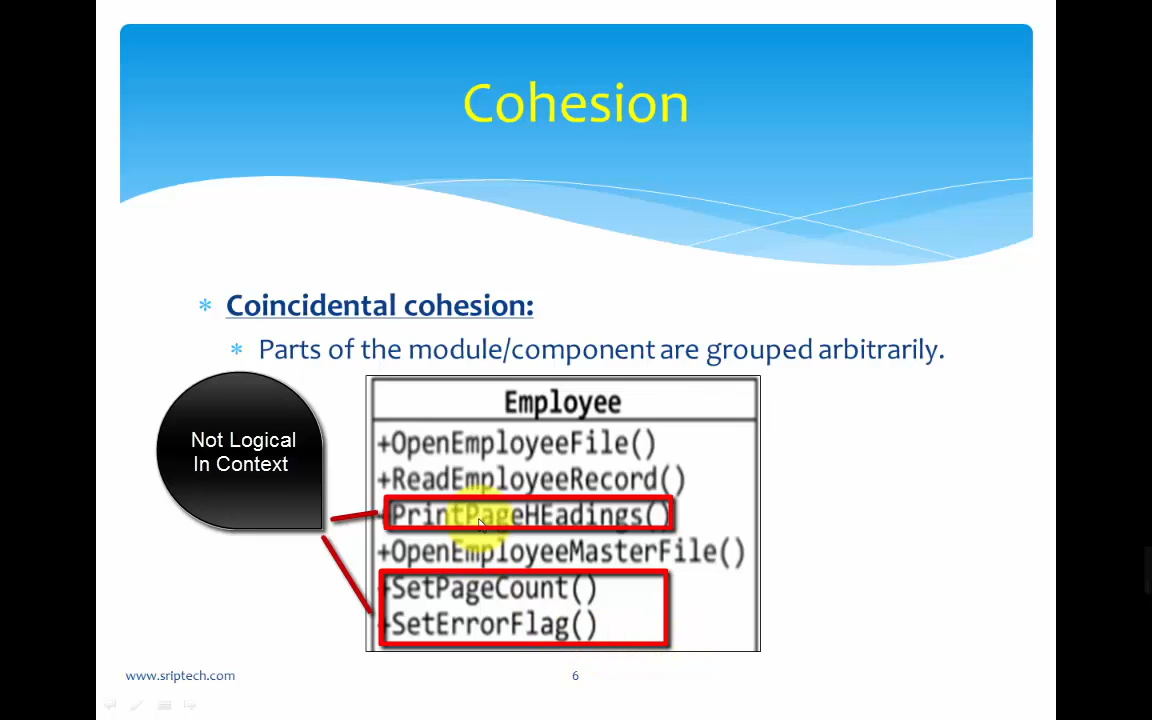 Cohesion
* Coincidental cohesion:
* Parts of the module/component are grouped arbitrarily.
Not Logical
In Context
Employee
+OpenEmployeeFile()
+ReadEmployeeRecord()
+PrintPageHEadings()
+OpenEmployeeMasterFile()
+SetPageCount()
+SetErrorFlag()
www.sriptech.com
6